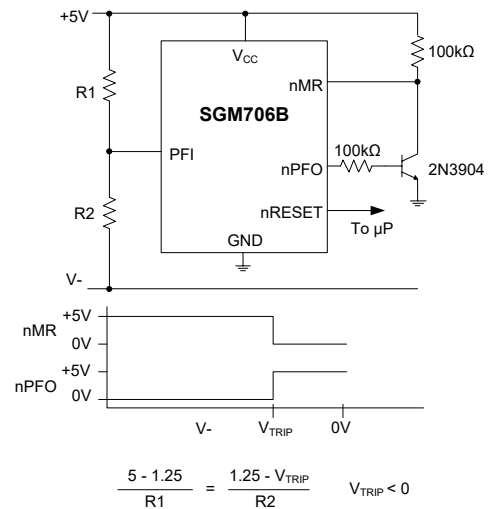 +5V
100kΩ
VCC
nMR
R1
SGM706B
PFI
100kΩ
nPFO
2N3904
R2
nRESET
To µP
GND
V-
+5V
nMR
0V
+5V
nPFO
0V
V- VTRIP 0V
5 - 1.25 / R1 = 1.25 - VTRIP / R2 VTRIP < 0